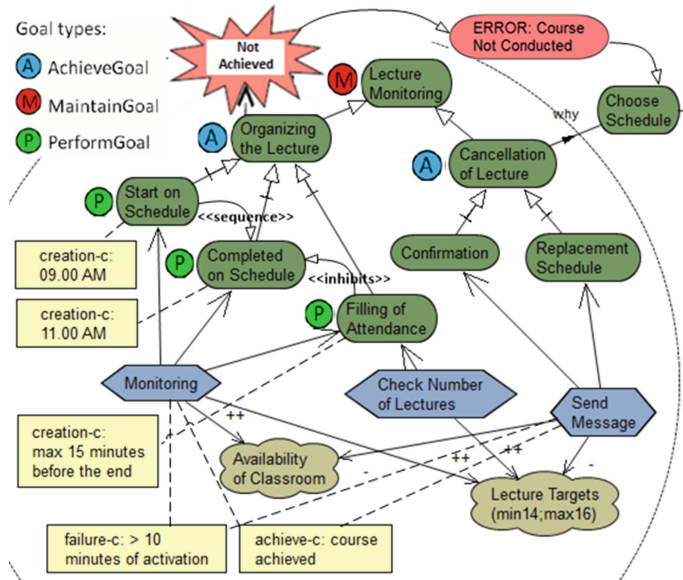 Goal types:
A AchieveGoal
M MaintainGoal
P PerformGoal
Not
Achieved
ERROR: Course
Not Conducted
M
Lecture
Monitoring
Choose
Schedule
why
A
Organizing
the Lecture
A
Cancellation
of Lecture
P
Start on
Schedule
<<sequence>>
creation-c:
09.00 AM
P
Completed
on Schedule
Confirmation
Replacement
Schedule
<<inhibits>>
creation-c:
11.00 AM
P
Filling of
Attendance
Monitoring
Check Number
of Lectures
Send
Message
++
creation-c:
max 15 minutes
before the end
Availability
of Classroom
-
++
++
-
Lecture Targets
(min14;max16)
failure-c: > 10
minutes of activation
achieve-c: course
achieved